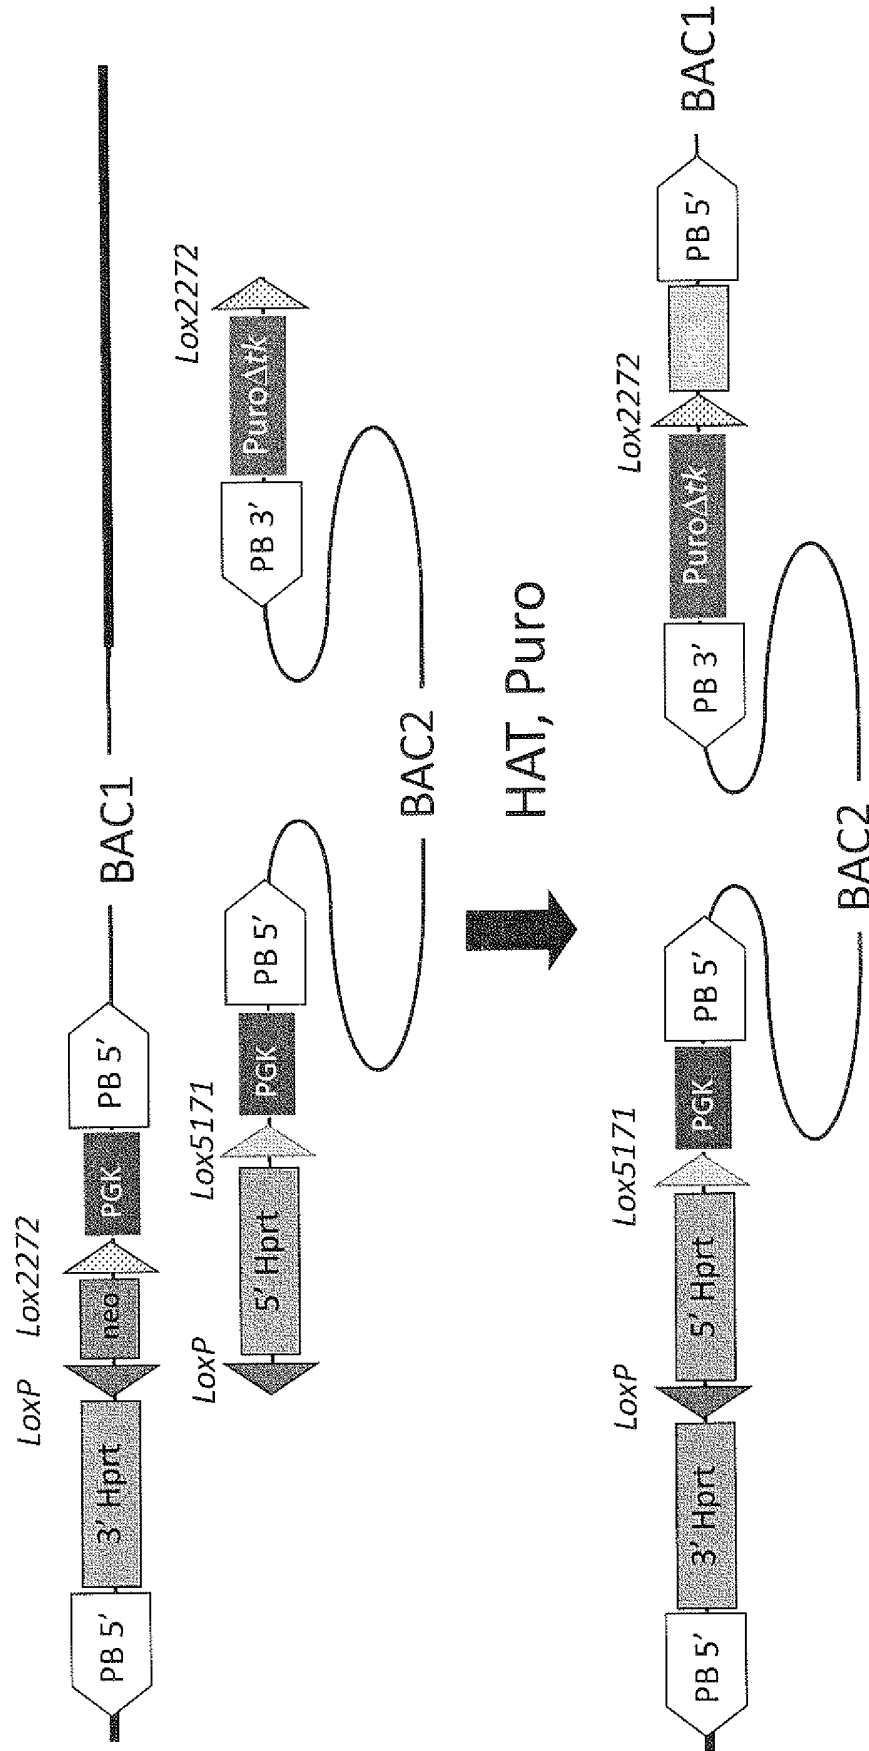 LoxP Lox2272
PB 5' 3' Hprt neo PGK PB 5' BAC1
LoxP Lox5171 Lox2272
5' Hprt PGK PB 5' PB 3' PuroΔtk
BAC2
HAT, Puro
LoxP Lox5171 Lox2272
PB 5' 3' Hprt 5' Hprt PGK PB 5' PB 3' PuroΔtk PB 5' BAC1
BAC2